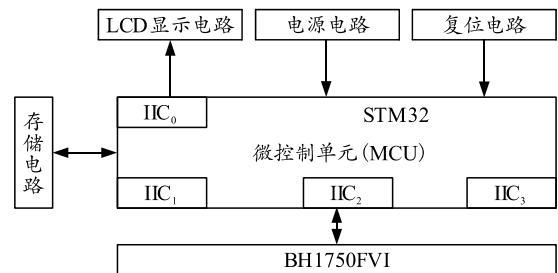 LCD显示电路
电源电路
复位电路
存储电路
IIC₀
STM32
微控制单元(MCU)
IIC₁
IIC₂
IIC₃
BH1750FVI